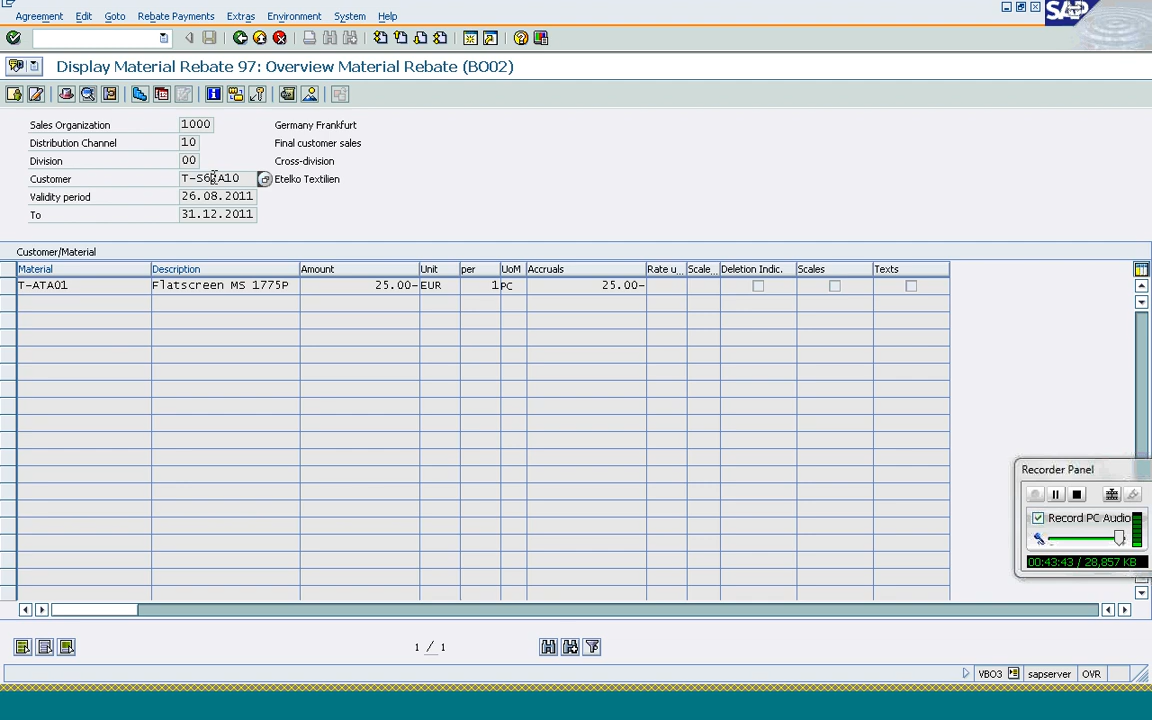 Agreement Edit Goto Rebate Payments Extras Environment System Help
SAP
Display Material Rebate 97: Overview Material Rebate (BO02)
Sales Organization 1000 Germany Frankfurt
Distribution Channel 10 Final customer sales
Division 00 Cross-division
Customer Etelko Textilien
Validity period 26.08.2011
To 31.12.2011
Customer/Material
Material Description Amount Unit per UoM Accruals Rate u... Scale... Deletion Indic. Scales Texts
T-ATA01 Flatscreen MS 1775P 25.00- EUR 1 PC 25.00-
Recorder Panel
Record PC Audio
00:43:43 / 28,857 KB
1 / 1
VBO3 sapserver OVR